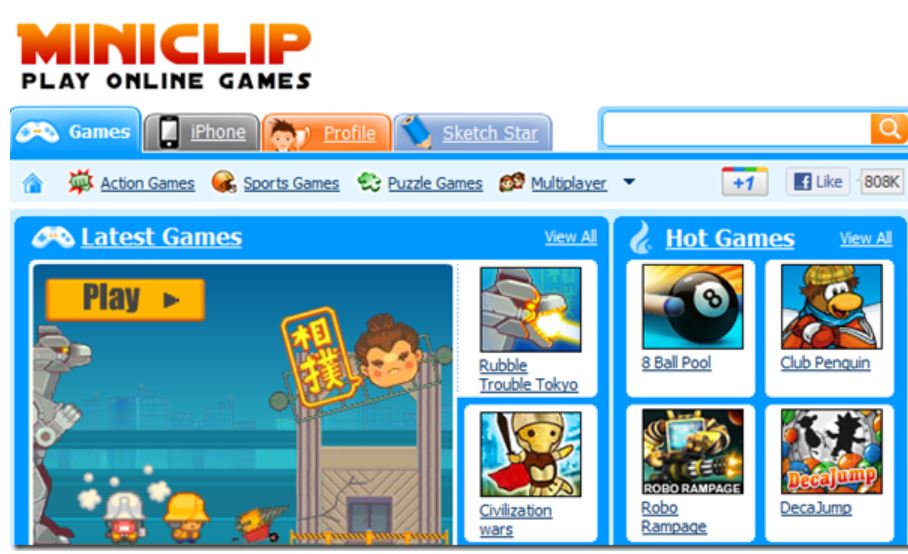 MINICLIP
PLAY ONLINE GAMES
Games
iPhone
Profile
Sketch Star
Action Games
Sports Games
Puzzle Games
Multiplayer
+1
f Like
808K
Latest Games
View All
Hot Games
View All
Play
相
撲
Rubble
Trouble Tokyo
Civilization
wars
8
8 Ball Pool
Club Penguin
ROBO RAMPAGE
Robo
Rampage
DecaJump
DecaJump